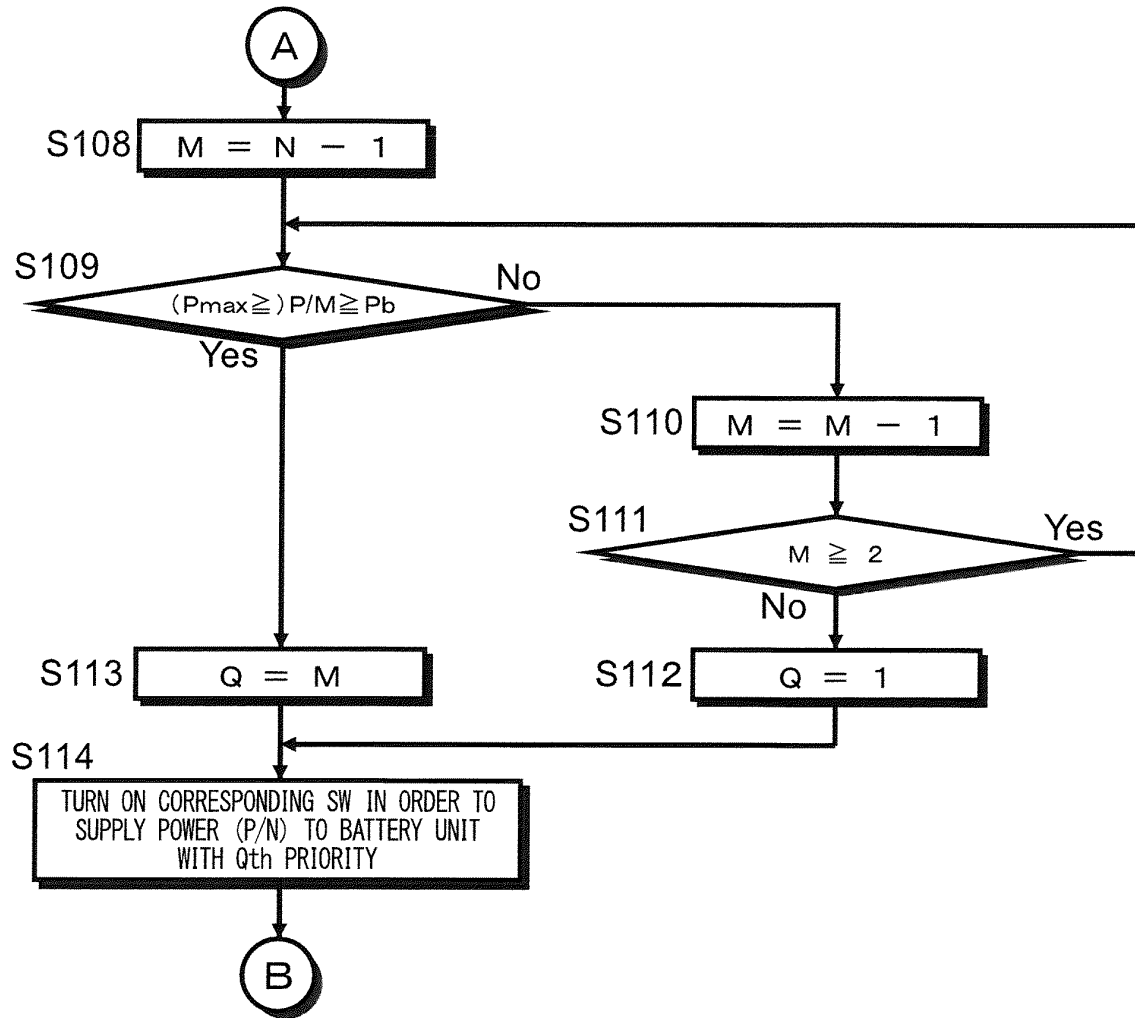 A
S108
M = N - 1
S109
No
(Pmax≧)P/M≧Pb
Yes
S110
M = M - 1
S111
Yes
M ≧ 2
No
S113
Q = M
S112
Q = 1
S114
TURN ON CORRESPONDING SW IN ORDER TO
SUPPLY POWER (P/N) TO BATTERY UNIT
WITH Qth PRIORITY
B